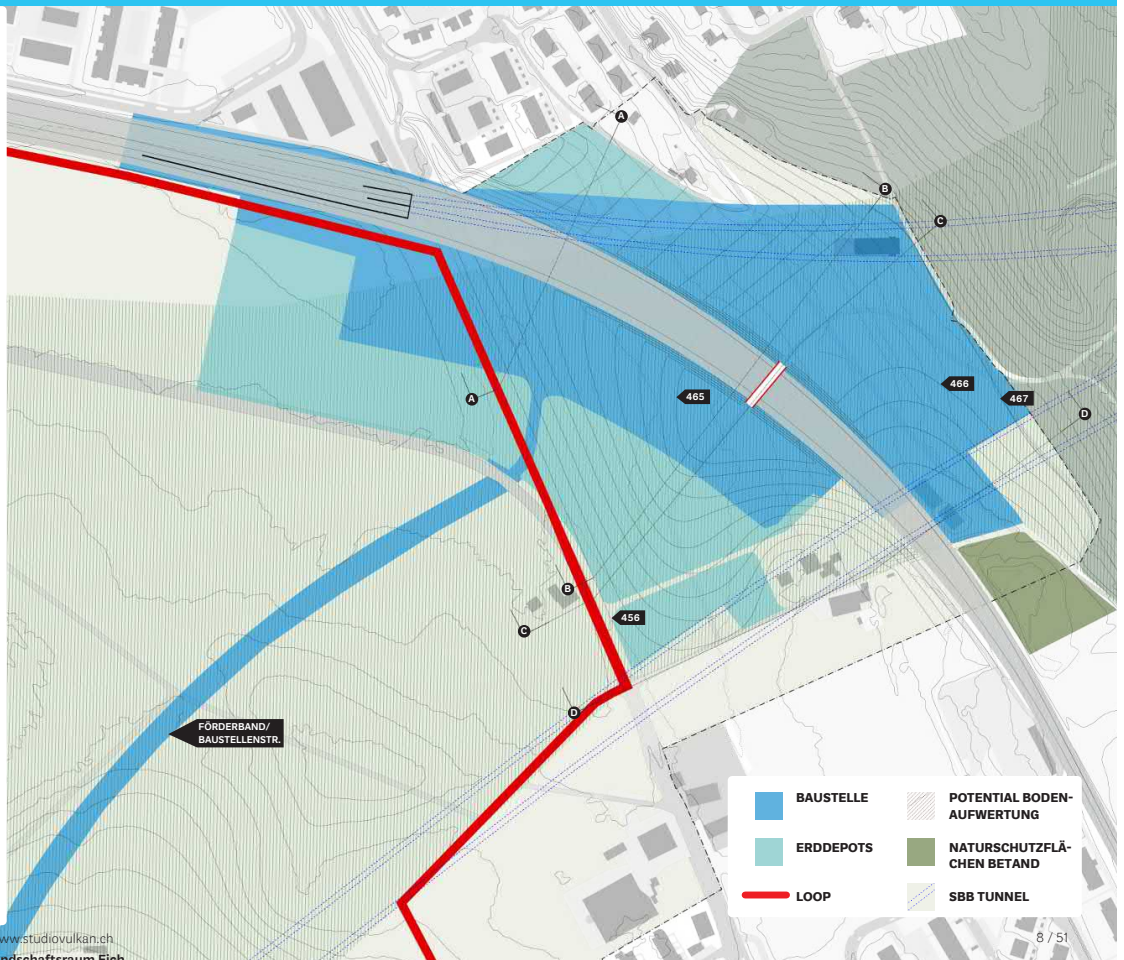 A
B
C
466
465
467
A
D
B
456
C
D
FÖRDERBAND/
BAUSTELLENSTR.
BAUSTELLE
POTENTIAL BODEN-
AUFWERTUNG
ERDDEPOTS
NATURSCHUTZFLÄ-
CHEN BETAND
LOOP
SBB TUNNEL
ww.studiovulkan.ch
8 / 51